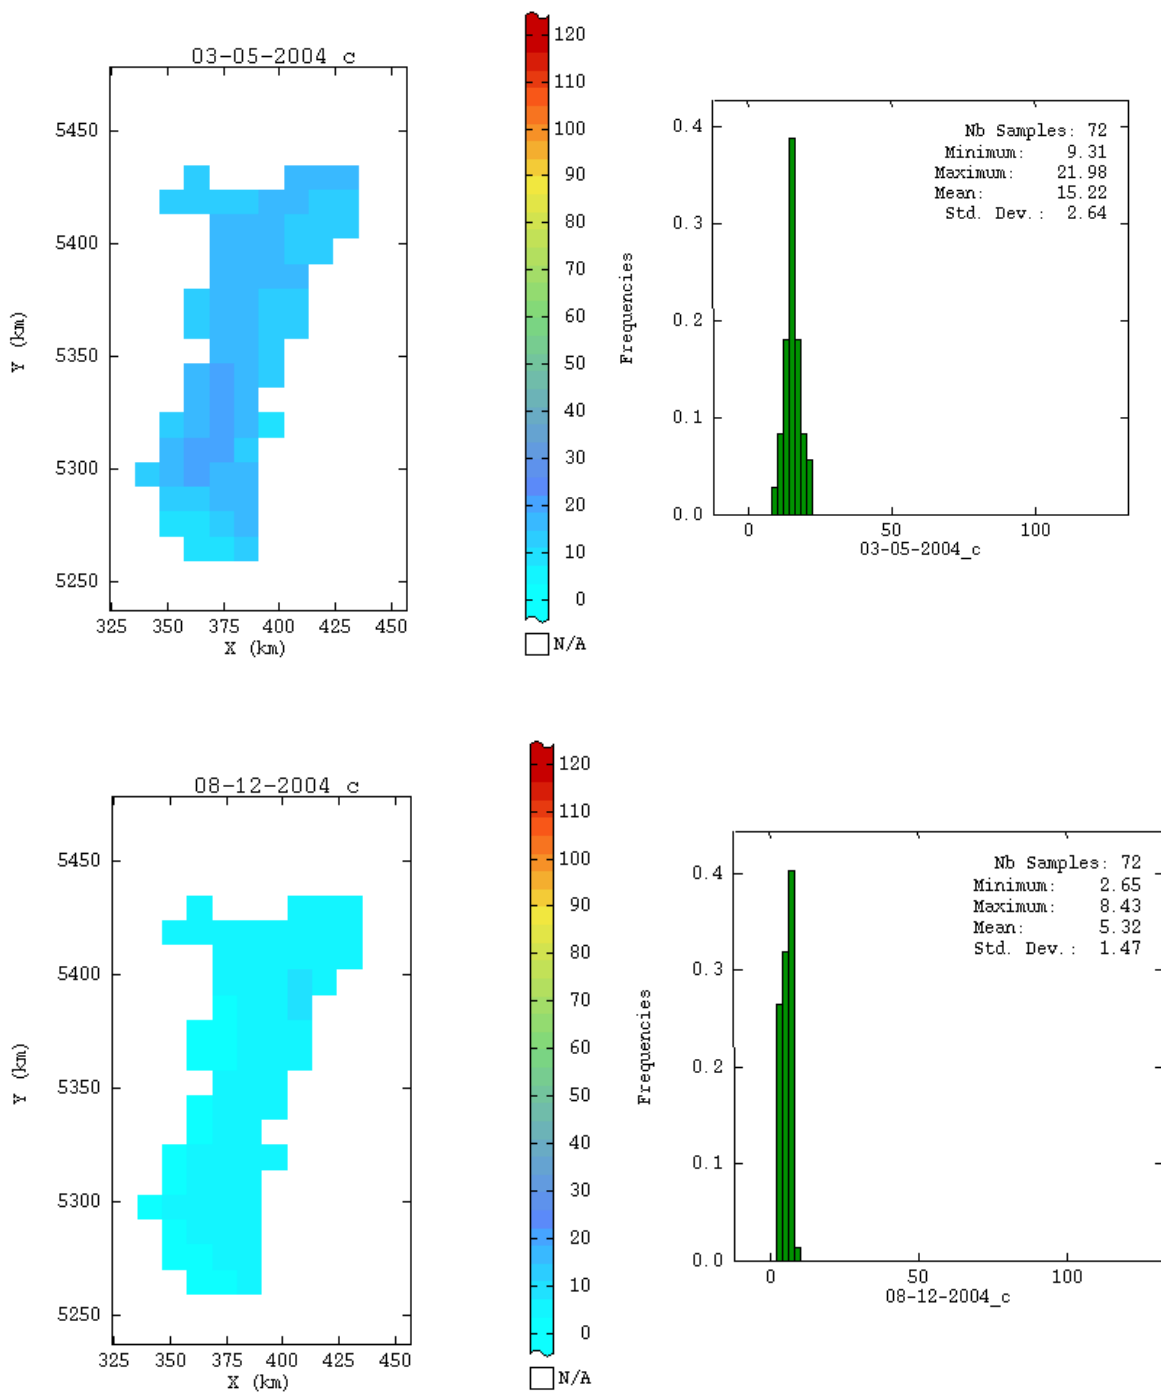 03-05-2004 c
5450
5400
5350
5300
5250
Y (km)
325 350 375 400 425 450
X (km)
120
110
100
90
80
70
60
50
40
30
20
10
0
N/A
Nb Samples: 72
Minimum: 9.31
Maximum: 21.98
Mean: 15.22
Std. Dev.: 2.64
0.4
0.3
0.2
0.1
0.0
Frequencies
0 50 100
03-05-2004_c
08-12-2004 c
5450
5400
5350
5300
5250
Y (km)
325 350 375 400 425 450
X (km)
120
110
100
90
80
70
60
50
40
30
20
10
0
N/A
Nb Samples: 72
Minimum: 2.65
Maximum: 8.43
Mean: 5.32
Std. Dev.: 1.47
0.4
0.3
0.2
0.1
0.0
Frequencies
0 50 100
08-12-2004_c